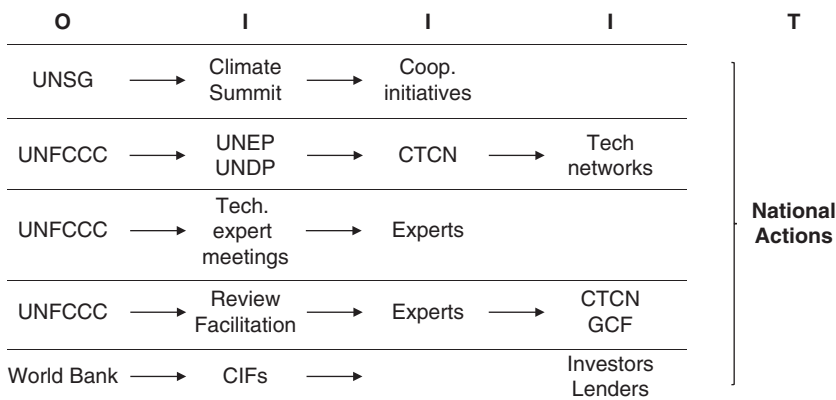 O I I I T
UNSG Climate Summit Coop. initiatives
UNFCCC UNEP UNDP CTCN Tech networks
UNFCCC Tech. expert meetings Experts
UNFCCC Review Facilitation Experts CTCN GCF
World Bank CIFs Investors Lenders
National Actions